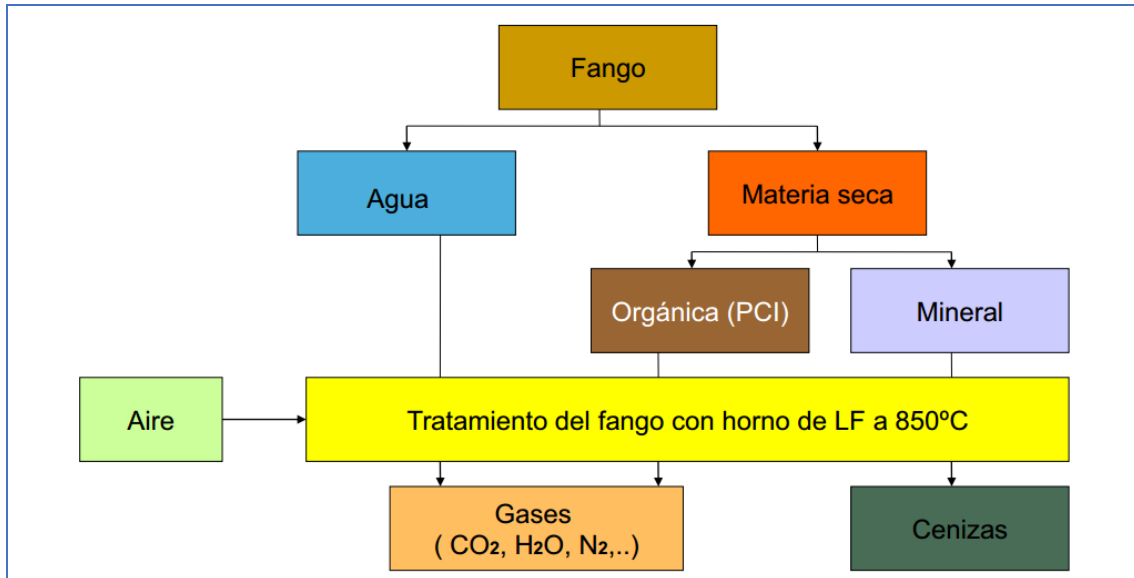 Fango
Agua
Materia seca
Orgánica (PCI)
Mineral
Aire
Tratamiento del fango con horno de LF a 850ºC
Gases
( CO2, H2O, N2,..)
Cenizas